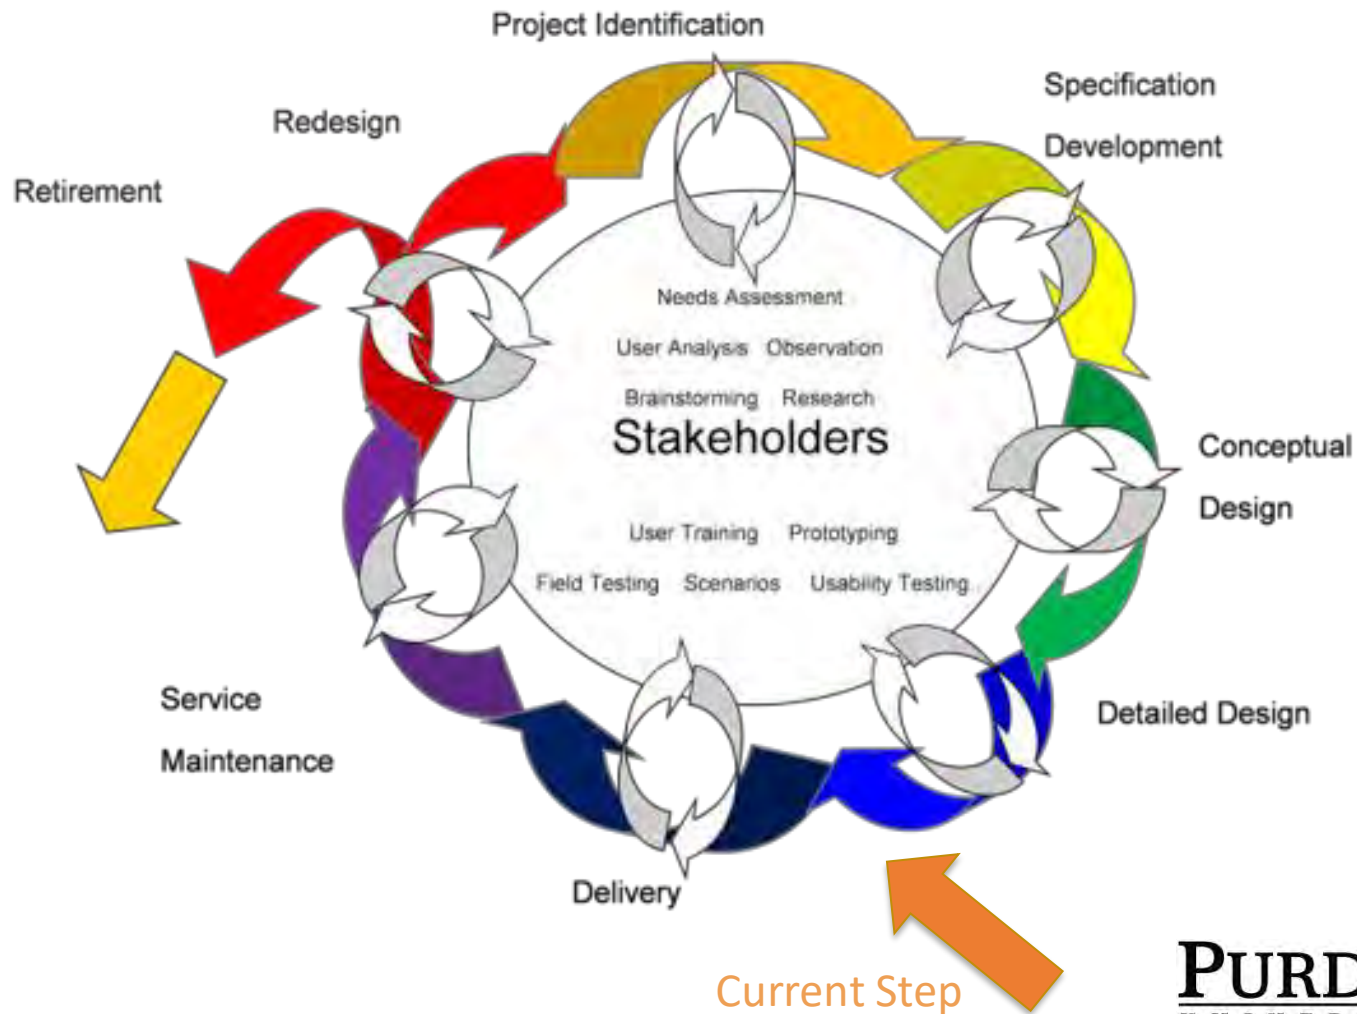 Project Identification
Specification
Development
Redesign
Retirement
Needs Assessment
User Analysis Observation
Brainstorming Research
Stakeholders
Conceptual
Design
User Training Prototyping
Field Testing Scenarios Usability Testing
Service
Maintenance
Detailed Design
Delivery
Current Step
PURD